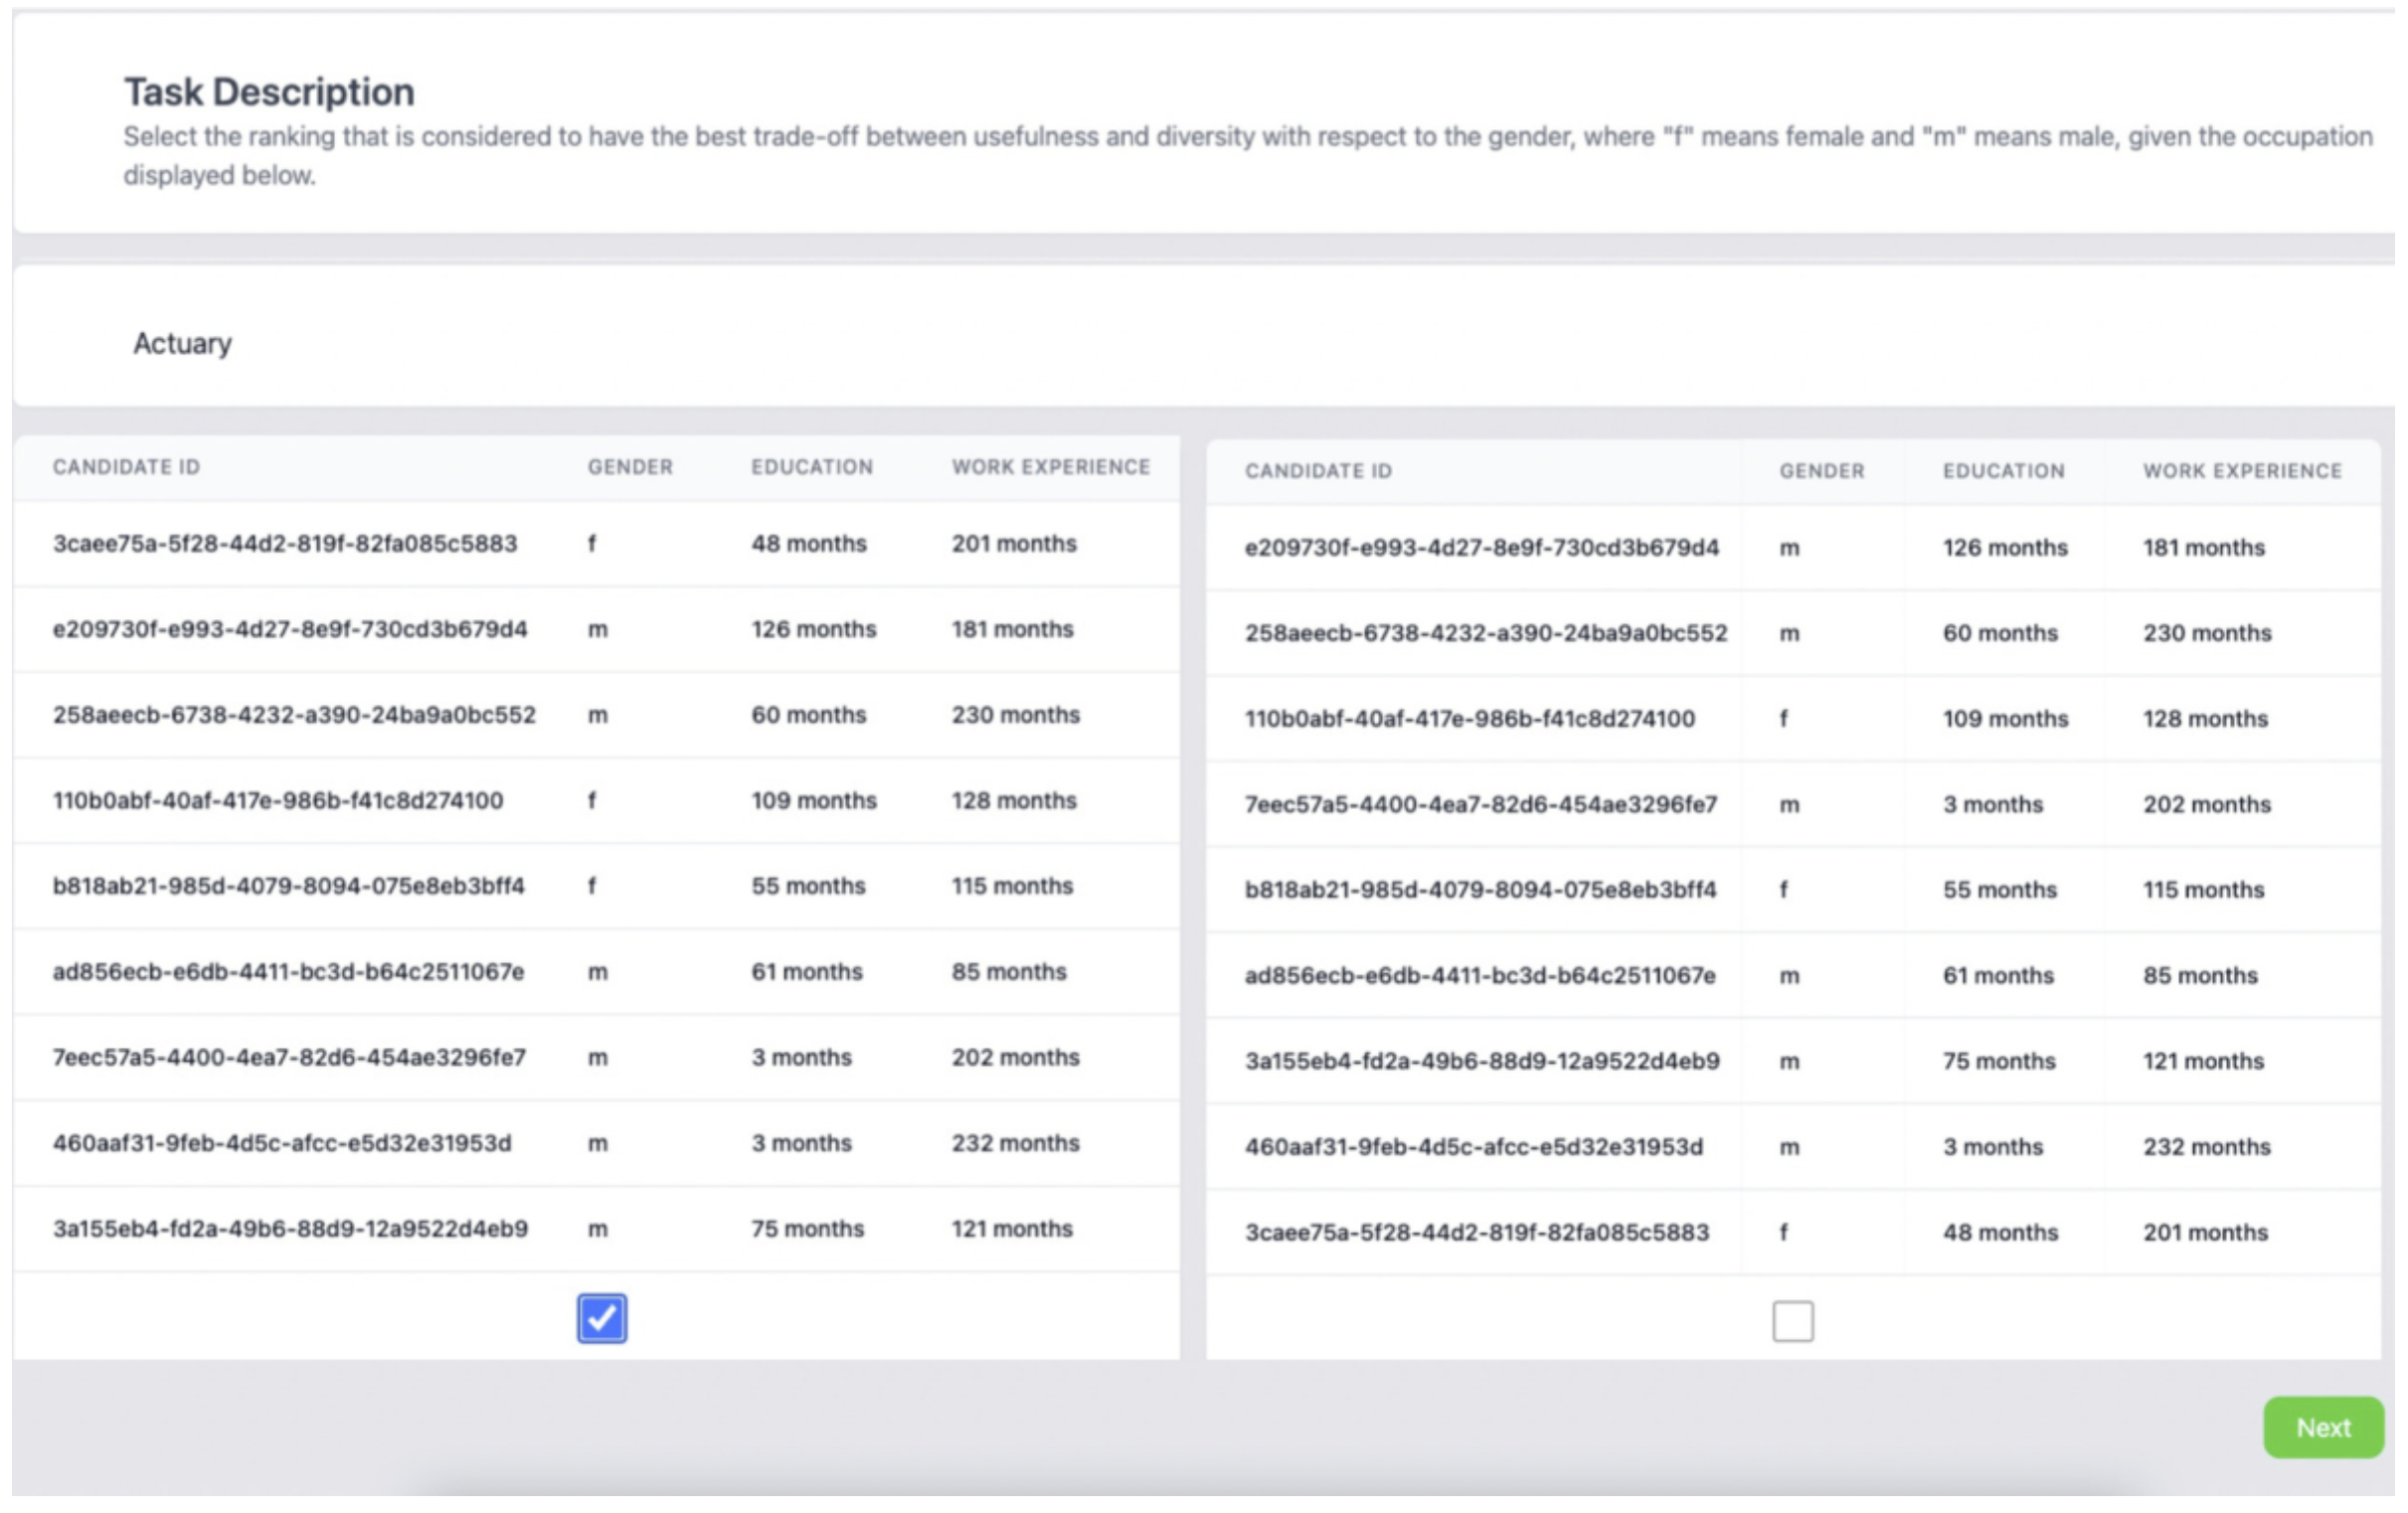 Task Description
Select the ranking that is considered to have the best trade-off between usefulness and diversity with respect to the gender, where "f" means female and "m" means male, given the occupation
displayed below.
Actuary
CANDIDATE ID GENDER EDUCATION WORK EXPERIENCE
3caee75a-5f28-44d2-819f-82fa085c5883 f 48 months 201 months
e209730f-e993-4d27-8e9f-730cd3b679d4 m 126 months 181 months
258aeecb-6738-4232-a390-24ba9a0bc552 m 60 months 230 months
110b0abf-40af-417e-986b-f41c8d274100 f 109 months 128 months
b818ab21-985d-4079-8094-075e8eb3bff4 f 55 months 115 months
ad856ecb-e6db-4411-bc3d-b64c2511067e m 61 months 85 months
7eec57a5-4400-4ea7-82d6-454ae3296fe7 m 3 months 202 months
460aaf31-9feb-4d5c-afcc-e5d32e31953d m 3 months 232 months
3a155eb4-fd2a-49b6-88d9-12a9522d4eb9 m 75 months 121 months
CANDIDATE ID GENDER EDUCATION WORK EXPERIENCE
e209730f-e993-4d27-8e9f-730cd3b679d4 m 126 months 181 months
258aeecb-6738-4232-a390-24ba9a0bc552 m 60 months 230 months
110b0abf-40af-417e-986b-f41c8d274100 f 109 months 128 months
7eec57a5-4400-4ea7-82d6-454ae3296fe7 m 3 months 202 months
b818ab21-985d-4079-8094-075e8eb3bff4 f 55 months 115 months
ad856ecb-e6db-4411-bc3d-b64c2511067e m 61 months 85 months
3a155eb4-fd2a-49b6-88d9-12a9522d4eb9 m 75 months 121 months
460aaf31-9feb-4d5c-afcc-e5d32e31953d m 3 months 232 months
3caee75a-5f28-44d2-819f-82fa085c5883 f 48 months 201 months
Next